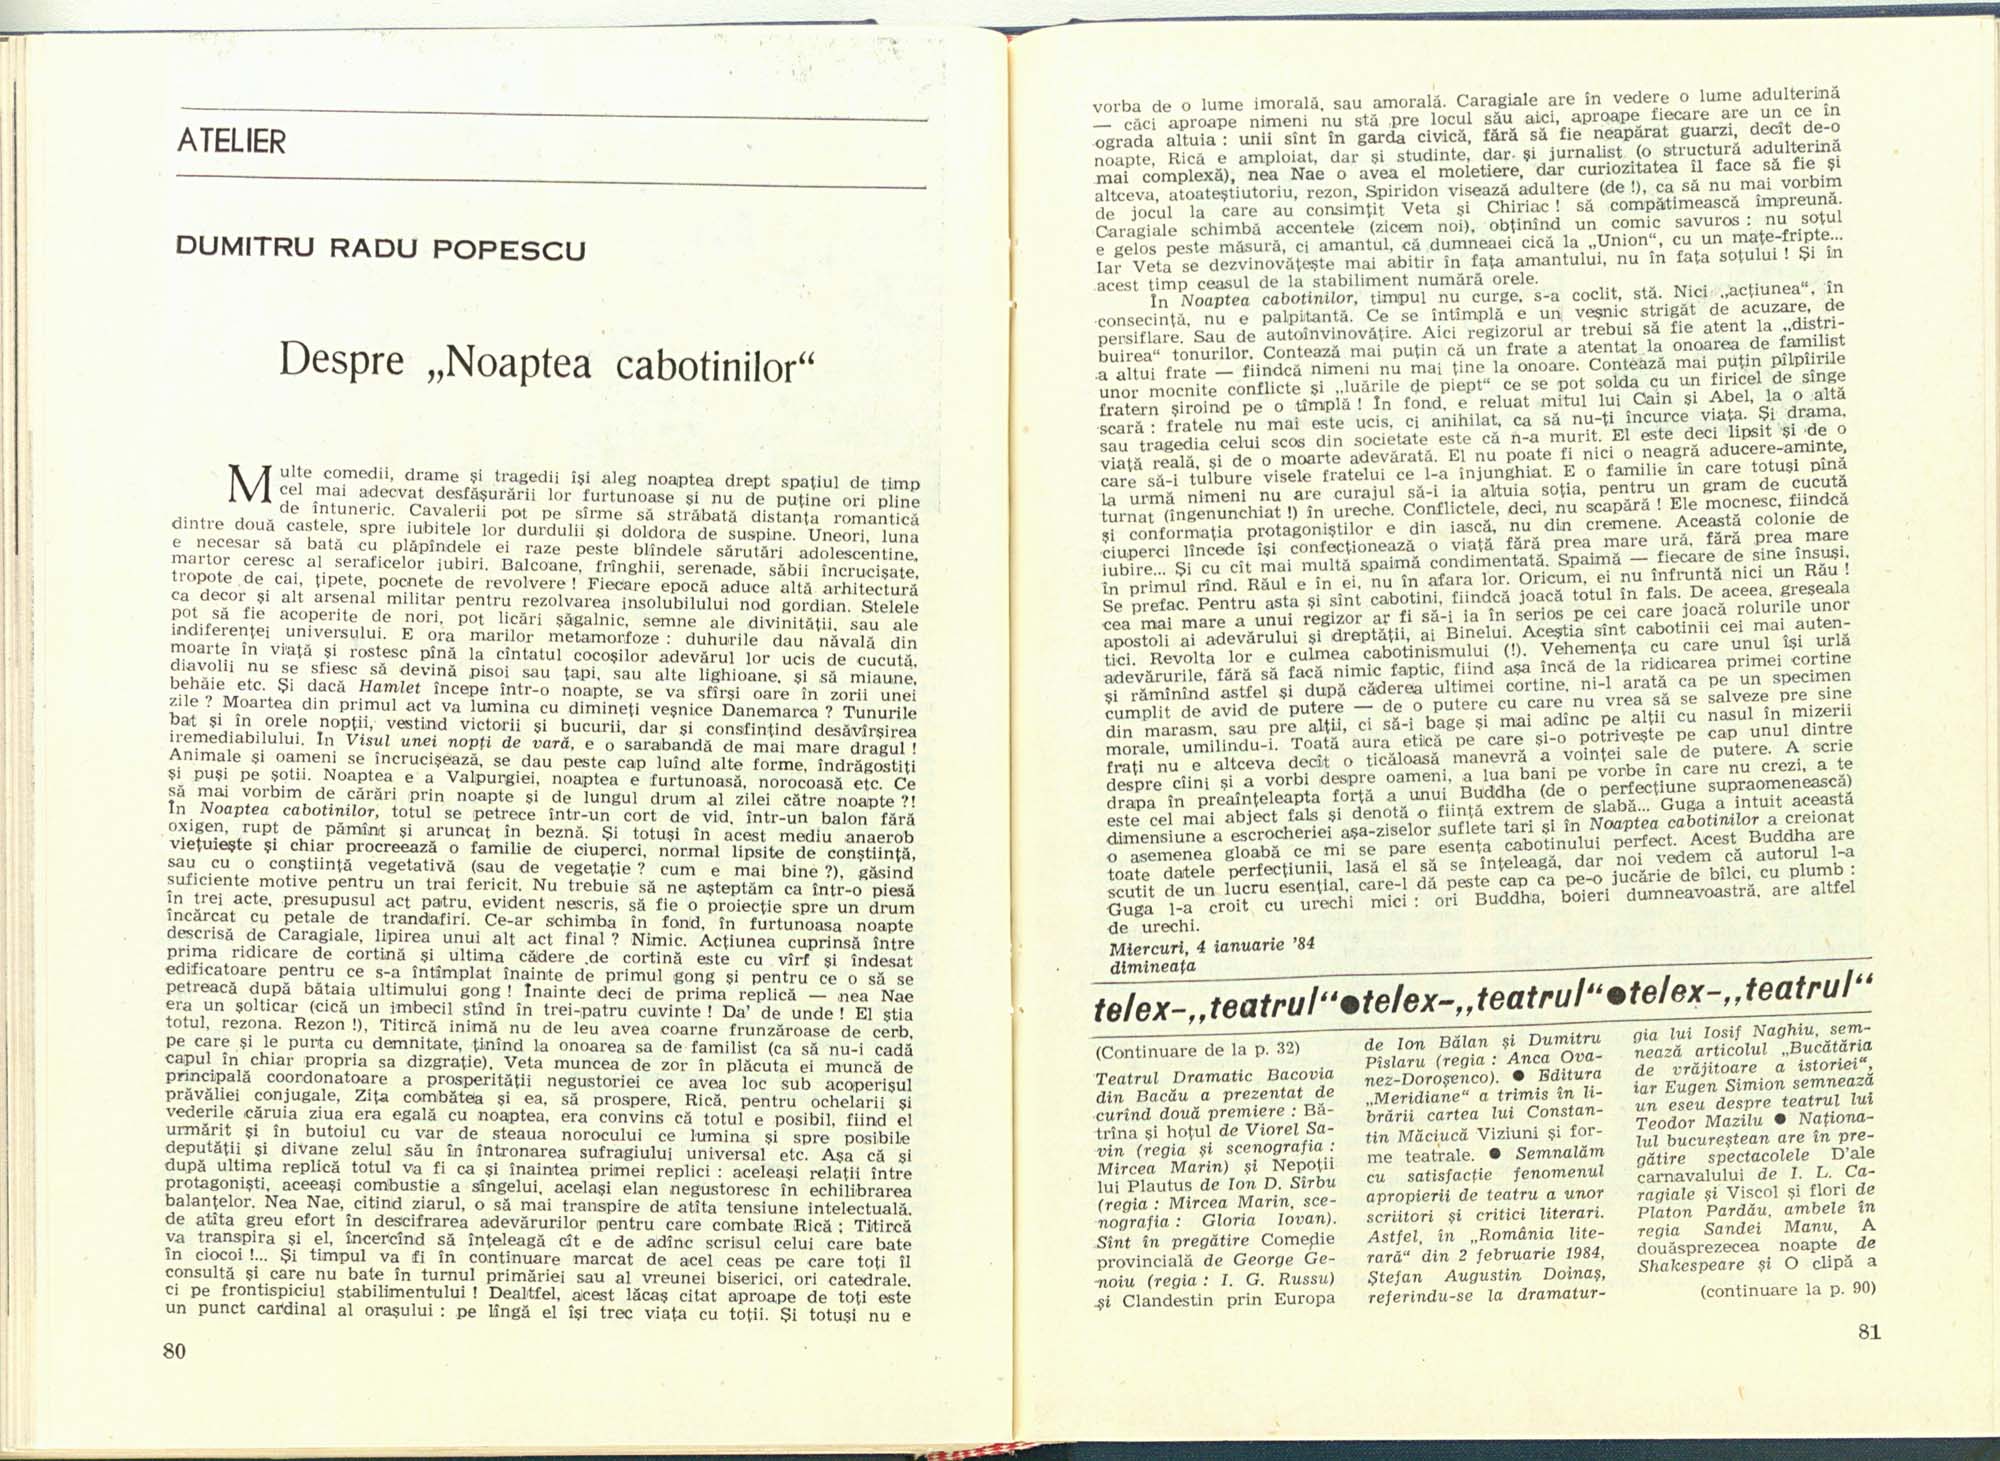 ATELIER
DUMITRU RADU POPESCU
Despre „Noaptea cabotinilor“
Multe comedii, drame și tragedii își aleg noaptea drept spațiul de timp
cel mai adecvat desfășurării lor furtunoase și nu de puține ori pline
de întuneric. Cavalerii pot pe sîrme să străbată distanța romantică
dintre două castele, spre iubitele lor durdulii și doldora de suspine. Uneori, luna
e necesar să bată cu plăpîndele ei raze peste blîndele sărutări adolescentine,
martor ceresc al seraficelor iubiri. Balcoane, frînghii, serenade, săbii încrucișate,
tropote de cai, țipete, pocnete de revolvere ! Fiecare epocă aduce altă arhitectură
ca decor și alt arsenal militar pentru rezolvarea insolubilului nod gordian. Stelele
pot să fie acoperite de nori, pot licări șăgalnic, semne ale divinității, sau ale
indiferenței universului. E ora marilor metamorfoze : duhurile dau năvală din
moarte în viață și rostesc pînă la cîntatul cocoșilor adevărul lor ucis de cucută,
diavolii nu se sfiesc să devină pisoi sau țapi, sau alte lighioane, și să miaune,
behăie etc. Și dacă Hamlet începe într-o noapte, se va sfîrși oare în zorii unei
zile ? Moartea din primul act va lumina cu dimineți veșnice Danemarca ? Tunurile
bat și în orele nopții, vestind victorii și bucurii, dar și consfințind desăvîrșirea
iremediabilului. În Visul unei nopți de vară, e o sarabandă de mai mare dragul !
Animale și oameni se încrucișează, se dau peste cap luînd alte forme, îndrăgostiți
și puși pe șotii. Noaptea e a Valpurgiei, noaptea e furtunoasă, norocoasă etc. Ce
să mai vorbim de cărări prin noapte și de lungul drum al zilei către noapte ?!
În Noaptea cabotinilor, totul se petrece într-un cort de vid, într-un balon fără
oxigen, rupt de pămînt și aruncat în beznă. Și totuși în acest mediu anaerob
viețuiește și chiar procreează o familie de ciuperci, normal lipsite de conștiință,
sau cu o conștiință vegetativă (sau de vegetație ? cum e mai bine ?), găsind
suficiente motive pentru un trai fericit. Nu trebuie să ne așteptăm ca într-o piesă
în trei acte, presupusul act patru, evident nescris, să fie o proiecție spre un drum
încărcat cu petale de trandafiri. Ce-ar schimba în fond, în furtunoasa noapte
descrisă de Caragiale, lipirea unui alt act final ? Nimic. Acțiunea cuprinsă între
prima ridicare de cortină și ultima cădere de cortină este cu vîrf și îndesat
edificatoare pentru ce s-a întîmplat înainte de primul gong și pentru ce o să se
petreacă după bătaia ultimului gong ! Înainte deci de prima replică — nea Nae
era un șolticar (cică un imbecil stînd în trei-patru cuvinte ! Da' de unde ! El știa
totul, rezona. Rezon !), Titircă inimă nu de leu avea coarne frunzăroase de cerb,
pe care și le purta cu demnitate, ținînd la onoarea sa de familist (ca să nu-i cadă
capul în chiar propria sa dizgrație), Veta muncea de zor în plăcuta ei muncă de
principală coordonatoare a prosperității negustoriei ce avea loc sub acoperișul
prăvăliei conjugale, Zița combătea și ea, să prospere, Rică, pentru ochelarii și
vederile căruia ziua era egală cu noaptea, era convins că totul e posibil, fiind el
urmărit și în butoiul cu var de steaua norocului ce lumina și spre posibile
deputății și divane zelul său în întronarea sufragiului universal etc. Așa că și
după ultima replică totul va fi ca și înaintea primei replici : aceleași relații între
protagoniști, aceeași combustie a sîngelui, același elan negustoresc în echilibrarea
balanțelor. Nea Nae, citind ziarul, o să mai transpire de atîta tensiune intelectuală,
de atîta greu efort în descifrarea adevărurilor pentru care combate Rică ; Titircă
va transpira și el, încercînd să înțeleagă cît e de adînc scrisul celui care bate
în ciocoi !... Și timpul va fi în continuare marcat de acel ceas pe care toți îl
consultă și care nu bate în turnul primăriei sau al vreunei biserici, ori catedrale,
ci pe frontispiciul stabilimentului ! Dealtfel, acest lăcaș citat aproape de toți este
un punct cardinal al orașului : pe lîngă el își trec viața cu toții. Și totuși nu e
80
vorba de o lume imorală, sau amorală. Caragiale are în vedere o lume adulterină
— căci aproape nimeni nu stă pre locul său aici, aproape fiecare are un ce în
ograda altuia : unii sînt în garda civică, fără să fie neapărat guarzi, decît de-o
noapte, Rică e amploiat, dar și studinte, dar și jurnalist (o structură adulterină
mai complexă), nea Nae o avea el moletiere, dar curiozitatea îl face să fie și
altceva, atoateștiutoriu, rezon, Spiridon visează adultere (de !), ca să nu mai vorbim
de jocul la care au consimțit Veta și Chiriac ! să compătimească împreună.
Caragiale schimbă accentele (zicem noi), obținînd un comic savuros : nu soțul
e gelos peste măsură, ci amantul, că dumneaei cică la „Union“, cu un mațe-fripte...
Iar Veta se dezvinovățește mai abitir în fața amantului, nu în fața soțului ! Și în
acest timp ceasul de la stabiliment numără orele.
În Noaptea cabotinilor, timpul nu curge, s-a coclit, stă. Nici „acțiunea“, în
consecință, nu e palpitantă. Ce se întîmplă e un veșnic strigăt de acuzare, de
persiflare. Sau de autoînvinovățire. Aici regizorul ar trebui să fie atent la „distri-
buirea“ tonurilor. Contează mai puțin că un frate a atentat la onoarea de familist
a altui frate — fiindcă nimeni nu mai ține la onoare. Contează mai puțin pîlpîirile
unor mocnite conflicte și „luările de piept“ ce se pot solda cu un firicel de sînge
fratern șiroind pe o tîmplă ! În fond, e reluat mitul lui Cain și Abel, la o altă
scară : fratele nu mai este ucis, ci anihilat, ca să nu-ți încurce viața. Și drama,
sau tragedia celui scos din societate este că n-a murit. El este deci lipsit și de o
viață reală, și de o moarte adevărată. El nu poate fi nici o neagră aducere-aminte,
care să-i tulbure visele fratelui ce l-a înjunghiat. E o familie în care totuși pînă
la urmă nimeni nu are curajul să-i ia altuia soția, pentru un gram de cucută
turnat (îngenunchiat !) în ureche. Conflictele, deci, nu scapără ! Ele mocnesc, fiindcă
și conformația protagoniștilor e din iască, nu din cremene. Această colonie de
ciuperci lîncede își confecționează o viață fără prea mare ură, fără prea mare
iubire... Și cu cît mai multă spaimă condimentată. Spaimă — fiecare de sine însuși,
în primul rînd. Răul e în ei, nu în afara lor. Oricum, ei nu înfruntă nici un Rău !
Se prefac. Pentru asta și sînt cabotini, fiindcă joacă totul în fals. De aceea, greșeala
cea mai mare a unui regizor ar fi să-i ia în serios pe cei care joacă rolurile unor
apostoli ai adevărului și dreptății, ai Binelui. Aceștia sînt cabotinii cei mai auten-
tici. Revolta lor e culmea cabotinismului (!). Vehemența cu care unul își urlă
adevărurile, fără să facă nimic faptic, fiind așa încă de la ridicarea primei cortine
și rămînînd astfel și după căderea ultimei cortine, ni-l arată ca pe un specimen
cumplit de avid de putere — de o putere cu care nu vrea să se salveze pre sine
din marasm, sau pre alții, ci să-i bage și mai adînc pe alții cu nasul în mizerii
morale, umilindu-i. Toată aura etică pe care și-o potrivește pe cap unul dintre
frați nu e altceva decît o ticăloasă manevră a voinței sale de putere. A scrie
despre cîini și a vorbi despre oameni, a lua bani pe vorbe în care nu crezi, a te
drapa în preaînțeleapta forță a unui Buddha (de o perfecțiune supraomenească)
este cel mai abject fals și denotă o ființă extrem de slabă... Guga a intuit această
dimensiune a escrocheriei așa-ziselor suflete tari și în Noaptea cabotinilor a creionat
o asemenea gloabă ce mi se pare esența cabotinului perfect. Acest Buddha are
toate datele perfecțiunii, lasă el să se înțeleagă, dar noi vedem că autorul l-a
scutit de un lucru esențial, care-l dă peste cap ca pe-o jucărie de bîlci, cu plumb :
Guga l-a croit cu urechi mici : ori Buddha, boieri dumneavoastră, are altfel
de urechi.
Miercuri, 4 ianuarie '84
dimineața
telex-„teatrul“●telex-„teatrul“●telex-„teatrul“
(Continuare de la p. 32)
Teatrul Dramatic Bacovia
din Bacău a prezentat de
curînd două premiere : Bă-
trîna și hoțul de Viorel Sa-
vin (regia și scenografia :
Mircea Marin) și Nepoții
lui Plautus de Ion D. Sîrbu
(regia : Mircea Marin, sce-
nografia : Gloria Iovan).
Sînt în pregătire Comedie
provincială de George Ge-
noiu (regia : I. G. Russu)
și Clandestin prin Europa
de Ion Bălan și Dumitru
Pîslaru (regia : Anca Ova-
nez-Doroșenco). ● Editura
„Meridiane“ a trimis în li-
brării cartea lui Constan-
tin Măciucă Viziuni și for-
me teatrale. ● Semnalăm
cu satisfacție fenomenul
apropierii de teatru a unor
scriitori și critici literari.
Astfel, în „România lite-
rară“ din 2 februarie 1984,
Ștefan Augustin Doinaș,
referindu-se la dramatur-
gia lui Iosif Naghiu, sem-
nează articolul „Bucătăria
de vrăjitoare a istoriei“,
iar Eugen Simion semnează
un eseu despre teatrul lui
Teodor Mazilu ● Naționa-
lul bucureștean are în pre-
gătire spectacolele D'ale
carnavalului de I. L. Ca-
ragiale și Viscol și flori de
Platon Pardău, ambele în
regia Sandei Manu, A
douăsprezecea noapte de
Shakespeare și O clipă a
(continuare la p. 90)
81